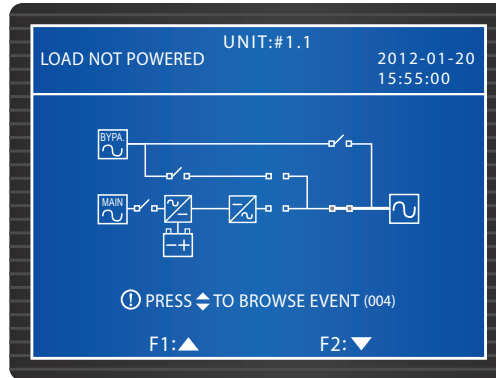 UNIT:#1.1
LOAD NOT POWERED
2012-01-20
15:55:00
BYPA.
MAIN
PRESS TO BROWSE EVENT (004)
F1: F2: